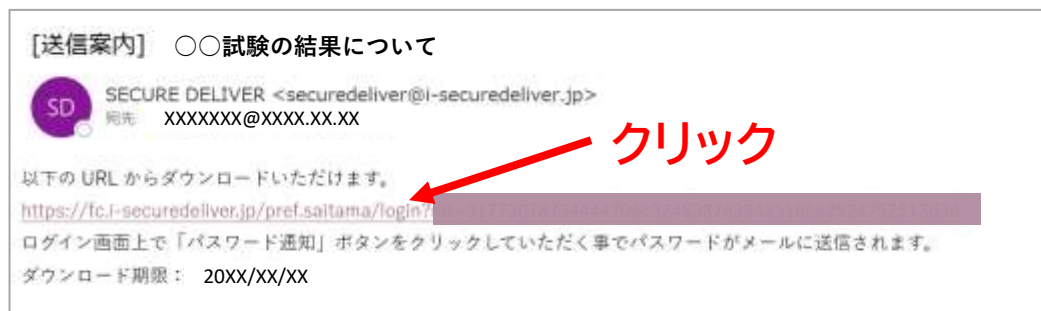 [送信案内] ○○試験の結果について
SD
SECURE DELIVER <securedeliver@i-securedeliver.jp>
宛先 XXXXXXX@XXXX.XX.XX
クリック
以下の URL からダウンロードいただけます。
https://fc.i-securedeliver.jp/pref.saitama/login?
ログイン画面上で「パスワード通知」ボタンをクリックしていただく事でパスワードがメールに送信されます。
ダウンロード期限： 20XX/XX/XX